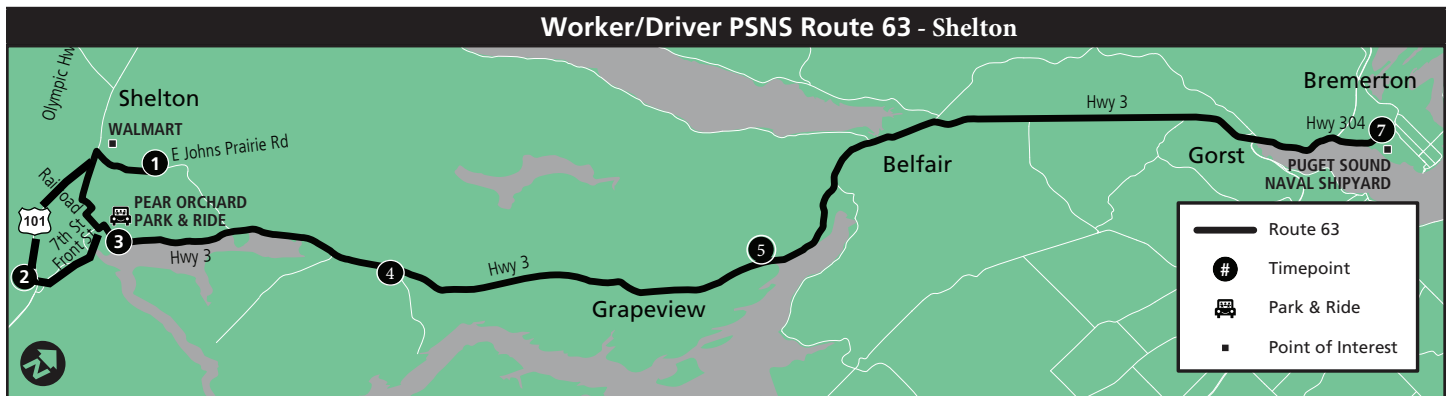 Worker/Driver PSNS Route 63 - Shelton
Olympic Hw
Shelton
WALMART
1
E Johns Prairie Rd
Railroad
101
7th St
Front St
PEAR ORCHARD
PARK & RIDE
3
2
Hwy 3
4
Hwy 3
Grapeview
5
Belfair
Hwy 3
Gorst
Bremerton
Hwy 304
7
PUGET SOUND
NAVAL SHIPYARD
N
Route 63
# Timepoint
Park & Ride
Point of Interest